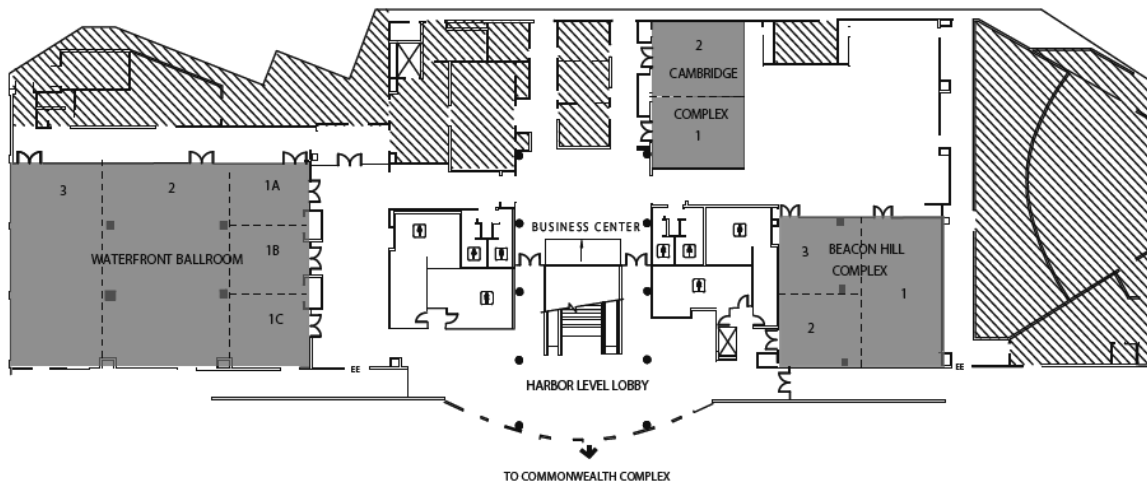 2
CAMBRIDGE
COMPLEX
1
3
2
1A
1B
1C
WATERFRONT BALLROOM
BUSINESS CENTER
3
BEACON HILL
COMPLEX
1
2
EE
EE
HARBOR LEVEL LOBBY
TO COMMONWEALTH COMPLEX